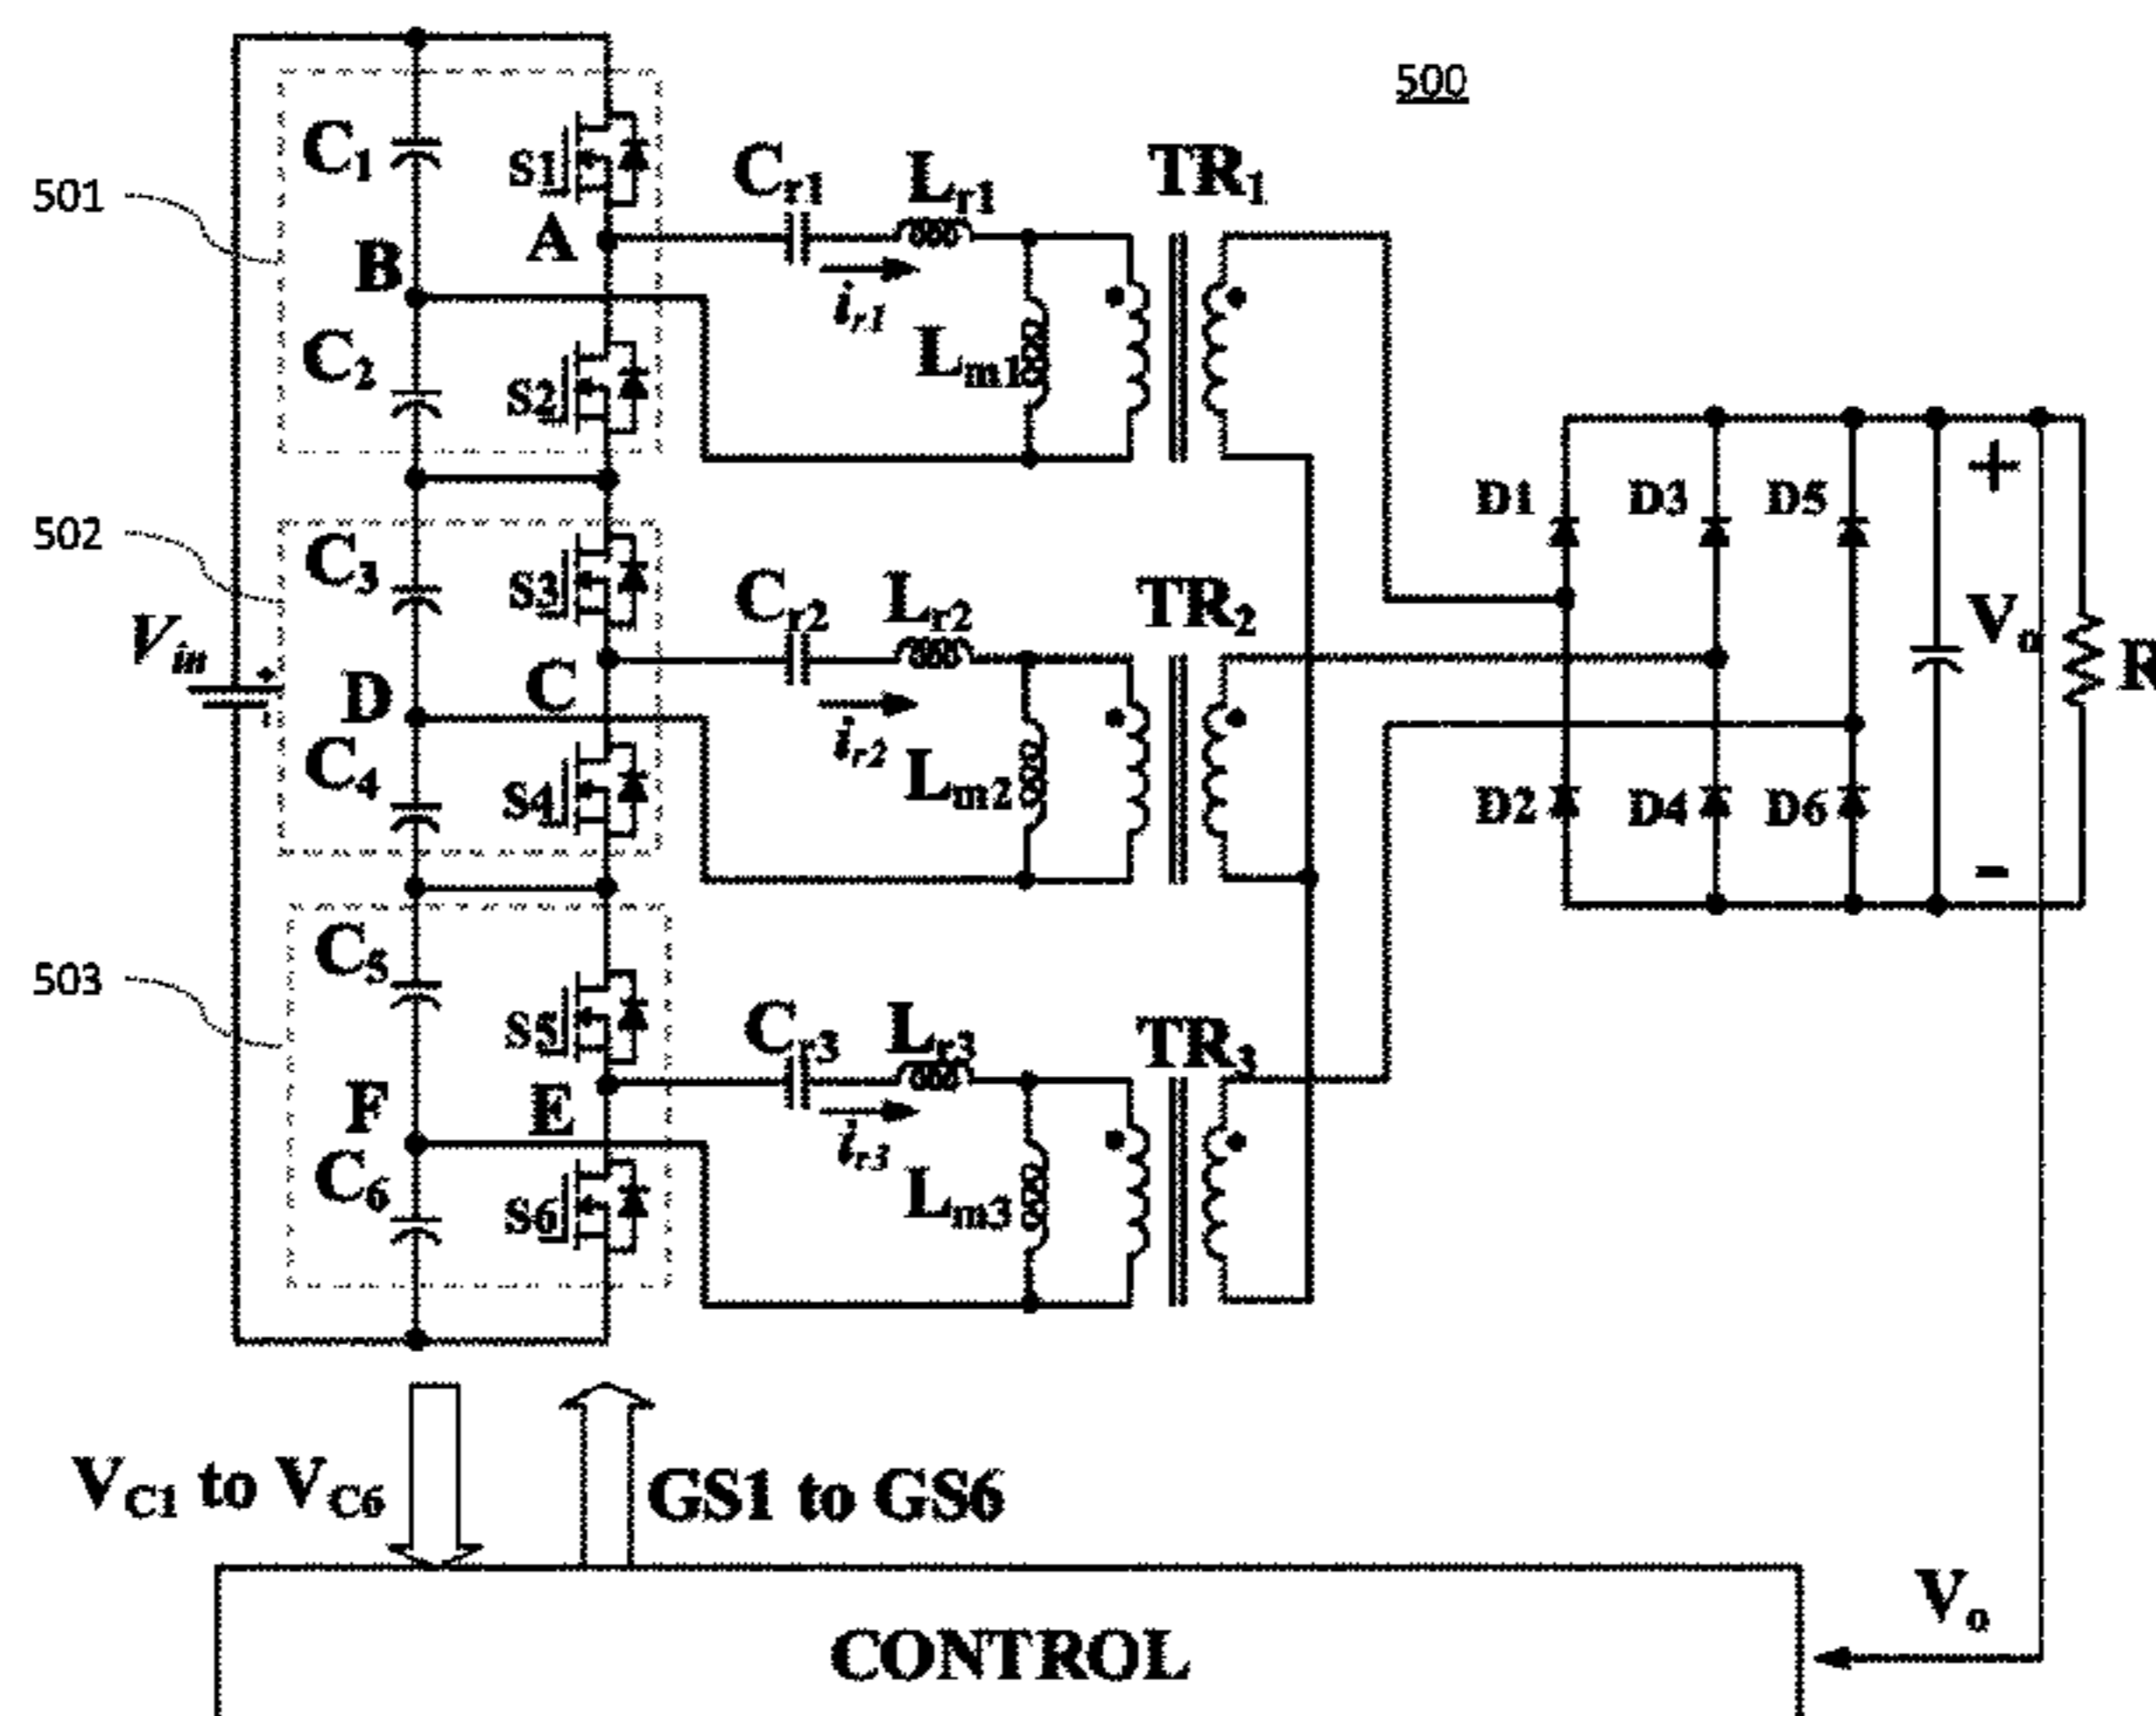 500
C1
S1
501
A
B
Cr1
Lr1
TR1
ir1
C2
S2
Lm1
502
C3
S3
Cr2
Lr2
TR2
D1
D3
D5
+
Vin
+
-
D
C
ir2
Vo
R
C4
S4
Lm2
D2
D4
D6
-
503
C5
S5
Cr3
Lr3
TR3
F
E
ir3
C6
S6
Lm3
VC1 to VC6
GS1 to GS6
Vo
CONTROL